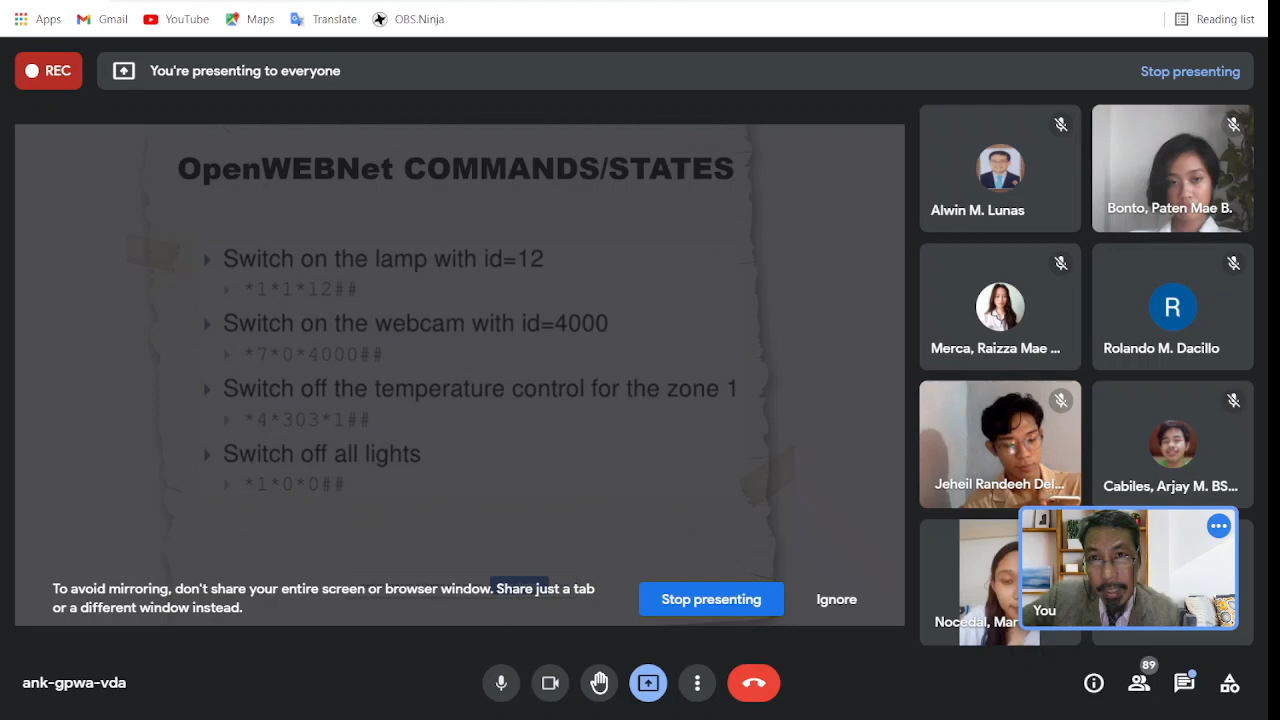 Apps Gmail YouTube Maps Translate OBS.Ninja Reading list
REC You're presenting to everyone Stop presenting
OpenWEBNet COMMANDS/STATES
Switch on the lamp with id=12
*1*1*12##
Switch on the webcam with id=4000
*7*0*4000##
Switch off the temperature control for the zone 1
*4*303*1##
Switch off all lights
*1*0*0##
To avoid mirroring, don't share your entire screen or browser window. Share just a tab
or a different window instead.
Stop presenting Ignore
Alwin M. Lunas
Bonto, Paten Mae B.
Merca, Raizza Mae ...
R
Rolando M. Dacillo
Jeheil Randeeh Del...
Cabiles, Arjay M. BS...
Nocedal, Mar
You
ank-gpwa-vda
89